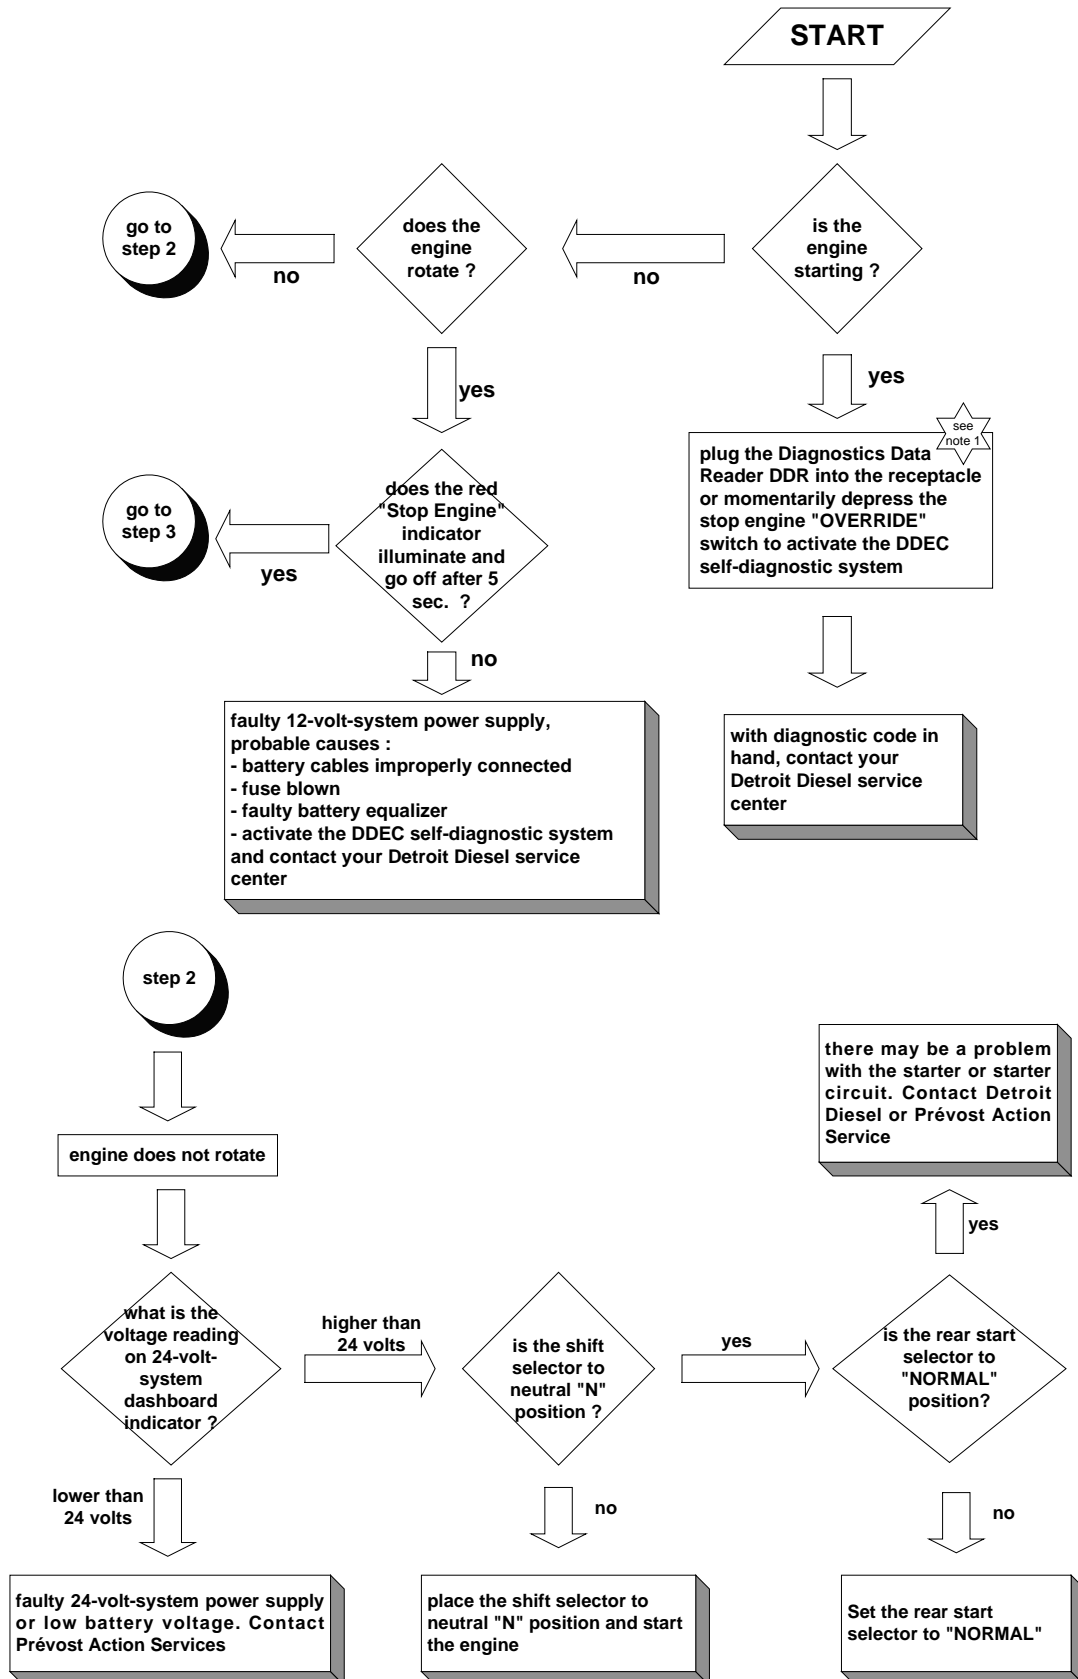 START
is the
engine
starting ?
no
does the
engine
rotate ?
no
go to
step 2
yes
yes
see
note 1
plug the Diagnostics Data
Reader DDR into the receptacle
or momentarily depress the
stop engine "OVERRIDE"
switch to activate the DDEC
self-diagnostic system
does the red
"Stop Engine"
indicator
illuminate and
go off after 5
sec. ?
yes
go to
step 3
no
faulty 12-volt-system power supply,
probable causes :
- battery cables improperly connected
- fuse blown
- faulty battery equalizer
- activate the DDEC self-diagnostic system
and contact your Detroit Diesel service
center
with diagnostic code in
hand, contact your
Detroit Diesel service
center
step 2
engine does not rotate
what is the
voltage reading
on 24-volt-
system
dashboard
indicator ?
higher than
24 volts
is the shift
selector to
neutral "N"
position ?
yes
is the rear start
selector to
"NORMAL"
position?
yes
there may be a problem
with the starter or starter
circuit. Contact Detroit
Diesel or Prévost Action
Service
lower than
24 volts
no
no
faulty 24-volt-system power supply
or low battery voltage. Contact
Prévost Action Services
place the shift selector to
neutral "N" position and start
the engine
Set the rear start
selector to "NORMAL"